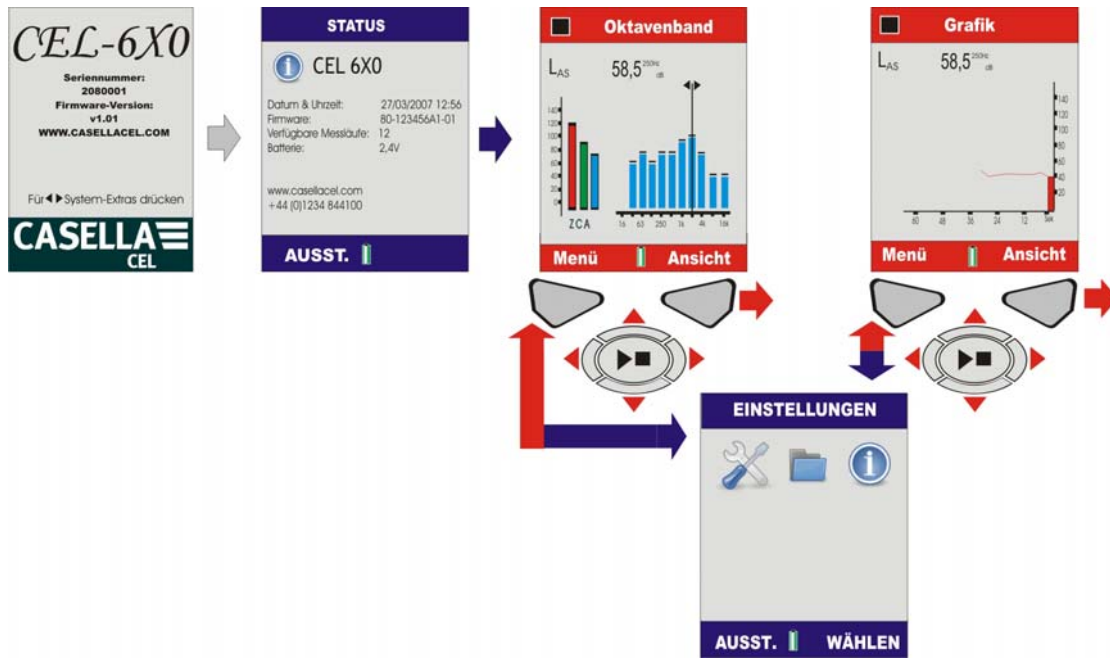 CEL-6X0
Seriennummer:
2080001
Firmware-Version:
v1.01
WWW.CASELLACEL.COM
Für System-Extras drücken
CASELLA
CEL
STATUS
CEL 6X0
Datum & Uhrzeit: 27/03/2007 12:56
Firmware: 80-123456A1-01
Verfügbare Messläufe: 12
Batterie: 2,4V
www.casellacel.com
+44 (0)1234 844100
AUSST.
Oktavenband
LAS 58,5 250Hz dB
140
120
100
80
60
40
20
0
ZCA
16 63 250 1k 4k 16k
Menü Ansicht
Grafik
LAS 58,5 250Hz dB
140
120
100
80
60
40
20
60 48 36 24 12
Menü Ansicht
EINSTELLUNGEN
AUSST. WÄHLEN